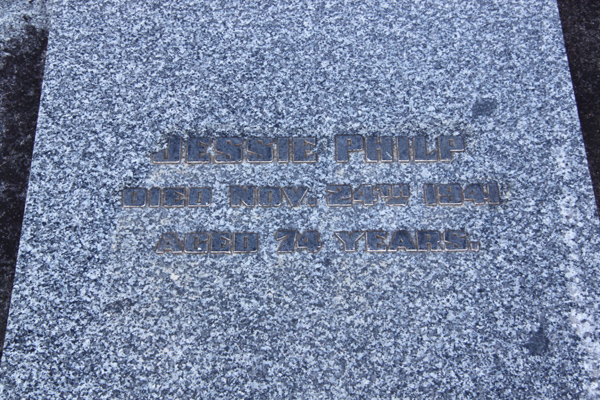 JESSIE PHILP
DIED NOV. 24TH 1941
AGED 74 YEARS.